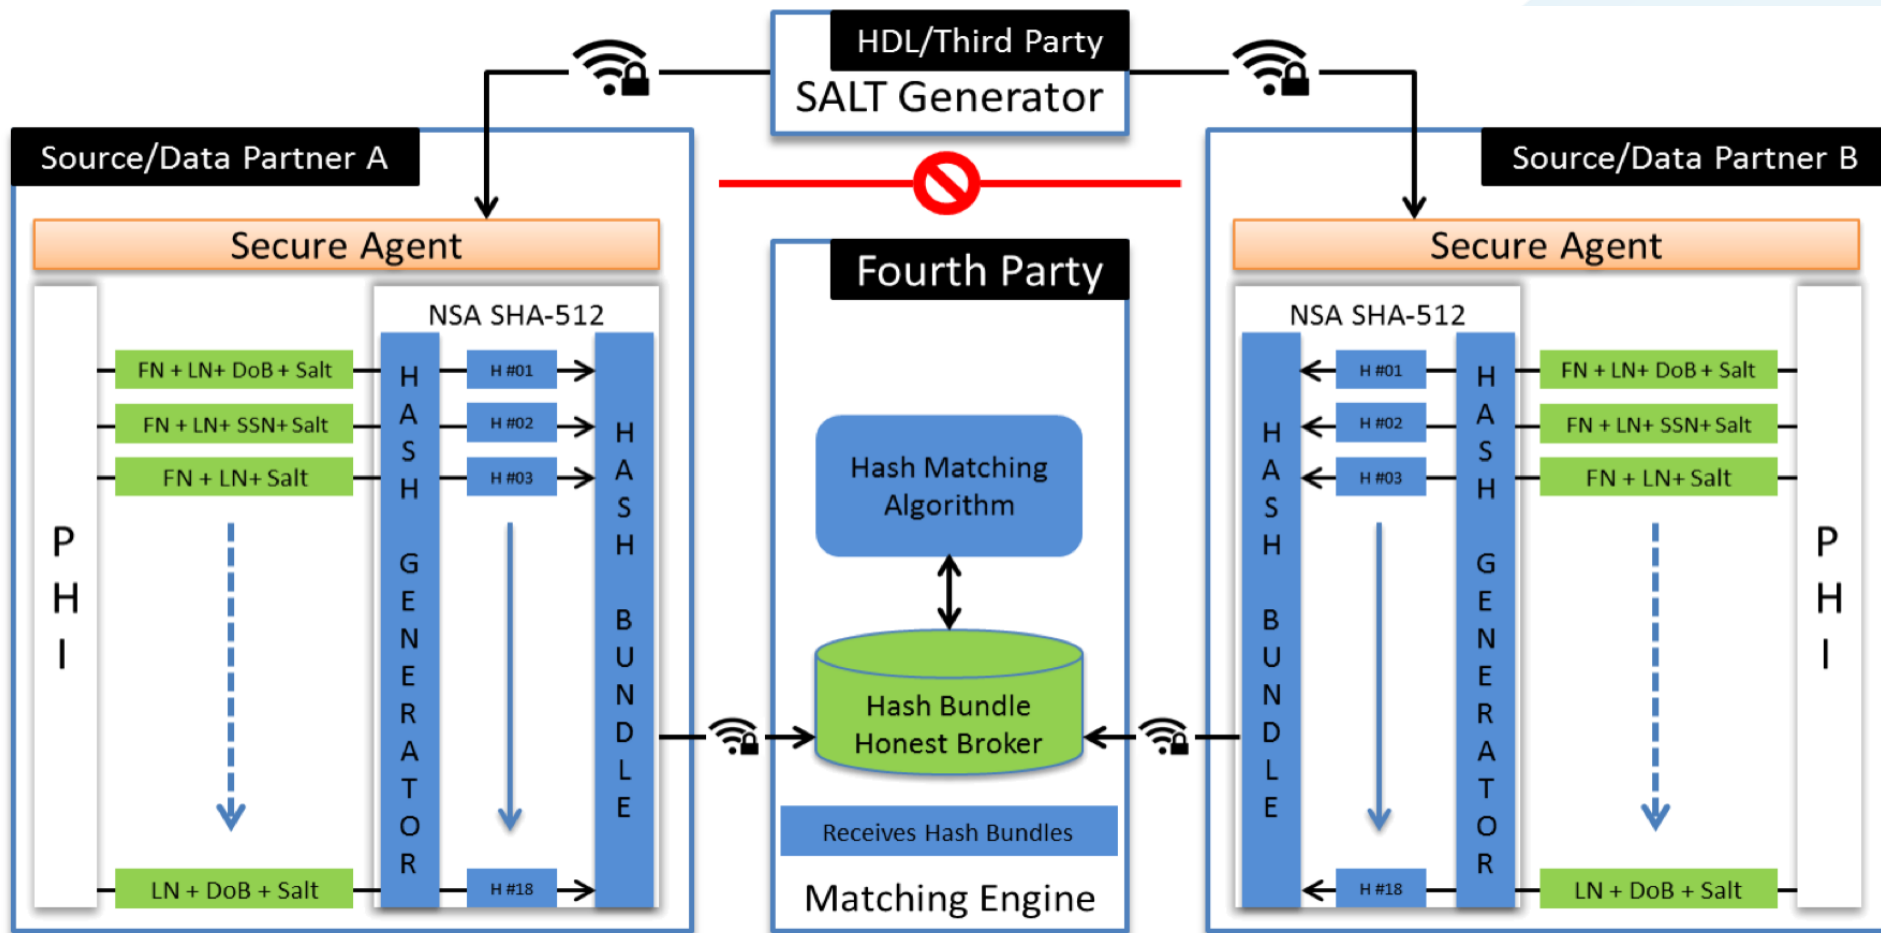 HDL/Third Party
SALT Generator
Source/Data Partner A
Secure Agent
PHI
NSA SHA-512
FN + LN+ DoB + Salt
H #01
FN + LN+ SSN+ Salt
H #02
FN + LN+ Salt
H #03
LN + DoB + Salt
H #18
HASH GENERATOR
HASH BUNDLE
Fourth Party
Hash Matching
Algorithm
Hash Bundle
Honest Broker
Receives Hash Bundles
Matching Engine
Source/Data Partner B
Secure Agent
NSA SHA-512
HASH BUNDLE
HASH GENERATOR
H #01
FN + LN+ DoB + Salt
H #02
FN + LN+ SSN+ Salt
H #03
FN + LN+ Salt
H #18
LN + DoB + Salt
PHI